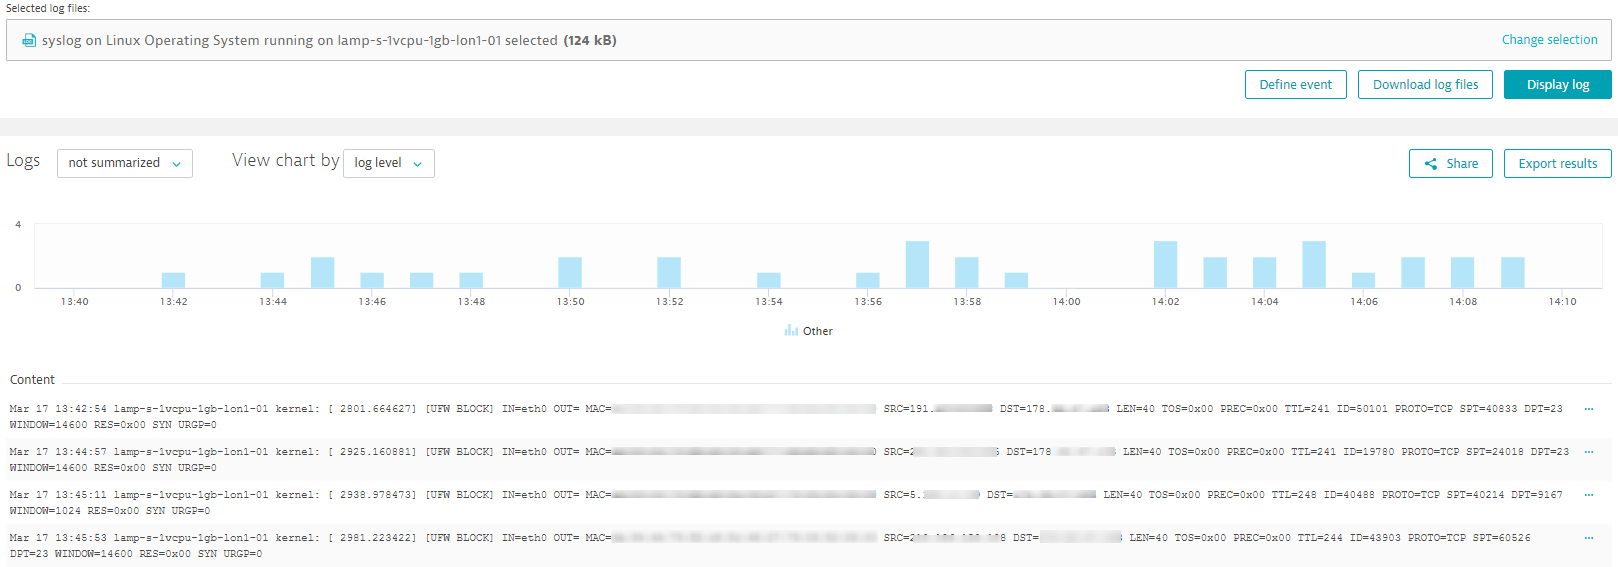 Selected log files:
syslog on Linux Operating System running on lamp-s-1vcpu-1gb-lon1-01 selected (124 kB)
Change selection
Define event
Download log files
Display log
Logs
not summarized
View chart by
log level
Share
Export results
4
0
13:40
13:42
13:44
13:46
13:48
13:50
13:52
13:54
13:56
13:58
14:00
14:02
14:04
14:06
14:08
14:10
Other
Content
Mar 17 13:42:54 lamp-s-1vcpu-1gb-lon1-01 kernel: [ 2801.664627] [UFW BLOCK] IN=eth0 OUT= MAC= SRC=191. DST=178. LEN=40 TOS=0x00 PREC=0x00 TTL=241 ID=50101 PROTO=TCP SPT=40833 DPT=23
WINDOW=14600 RES=0x00 SYN URGP=0
Mar 17 13:44:57 lamp-s-1vcpu-1gb-lon1-01 kernel: [ 2925.160881] [UFW BLOCK] IN=eth0 OUT= MAC= SRC=2 DST=178 LEN=40 TOS=0x00 PREC=0x00 TTL=241 ID=19780 PROTO=TCP SPT=24018 DPT=23
WINDOW=14600 RES=0x00 SYN URGP=0
Mar 17 13:45:11 lamp-s-1vcpu-1gb-lon1-01 kernel: [ 2938.978473] [UFW BLOCK] IN=eth0 OUT= MAC= SRC=5. DST= LEN=40 TOS=0x00 PREC=0x00 TTL=248 ID=40488 PROTO=TCP SPT=40214 DPT=9167
WINDOW=1024 RES=0x00 SYN URGP=0
Mar 17 13:45:53 lamp-s-1vcpu-1gb-lon1-01 kernel: [ 2981.223422] [UFW BLOCK] IN=eth0 OUT= MAC= SRC=2 DST= LEN=40 TOS=0x00 PREC=0x00 TTL=244 ID=43903 PROTO=TCP SPT=60526
DPT=23 WINDOW=14600 RES=0x00 SYN URGP=0